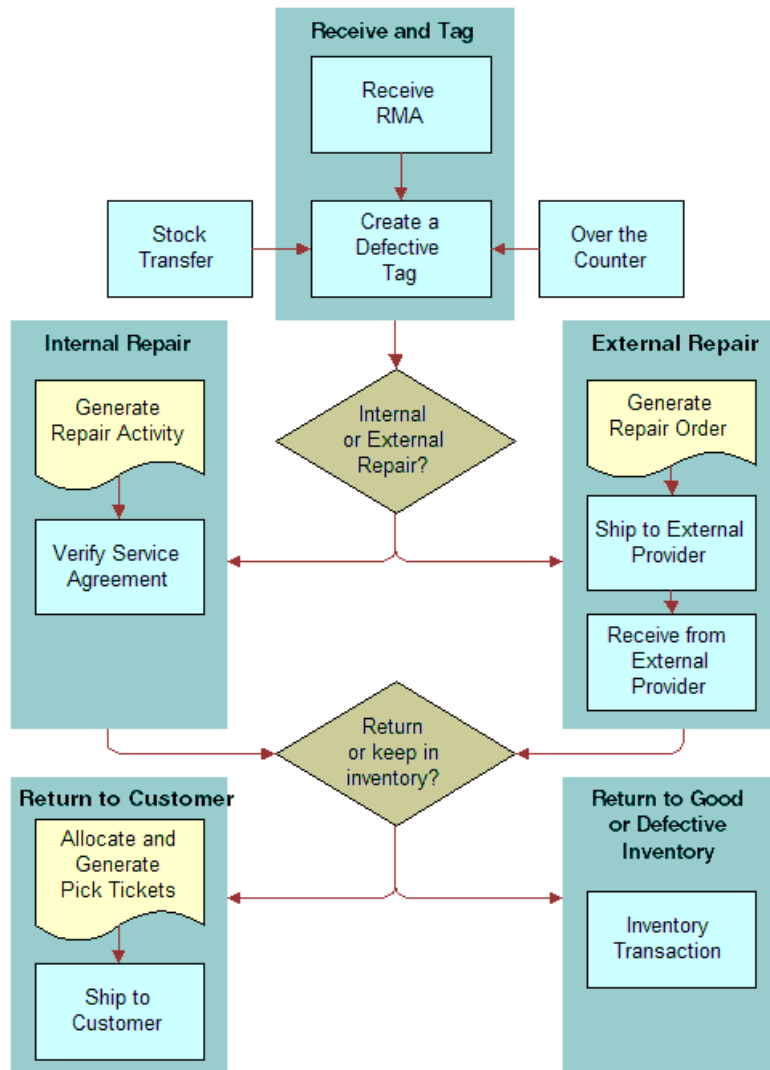 Receive and Tag
Receive
RMA
Stock
Transfer
Create a
Defective
Tag
Over the
Counter
Internal Repair
Generate
Repair Activity
Verify Service
Agreement
Internal
or External
Repair?
External Repair
Generate
Repair Order
Ship to External
Provider
Receive from
External
Provider
Return
or keep in
inventory?
Return to Customer
Allocate and
Generate
Pick Tickets
Ship to
Customer
Return to Good
or Defective
Inventory
Inventory
Transaction